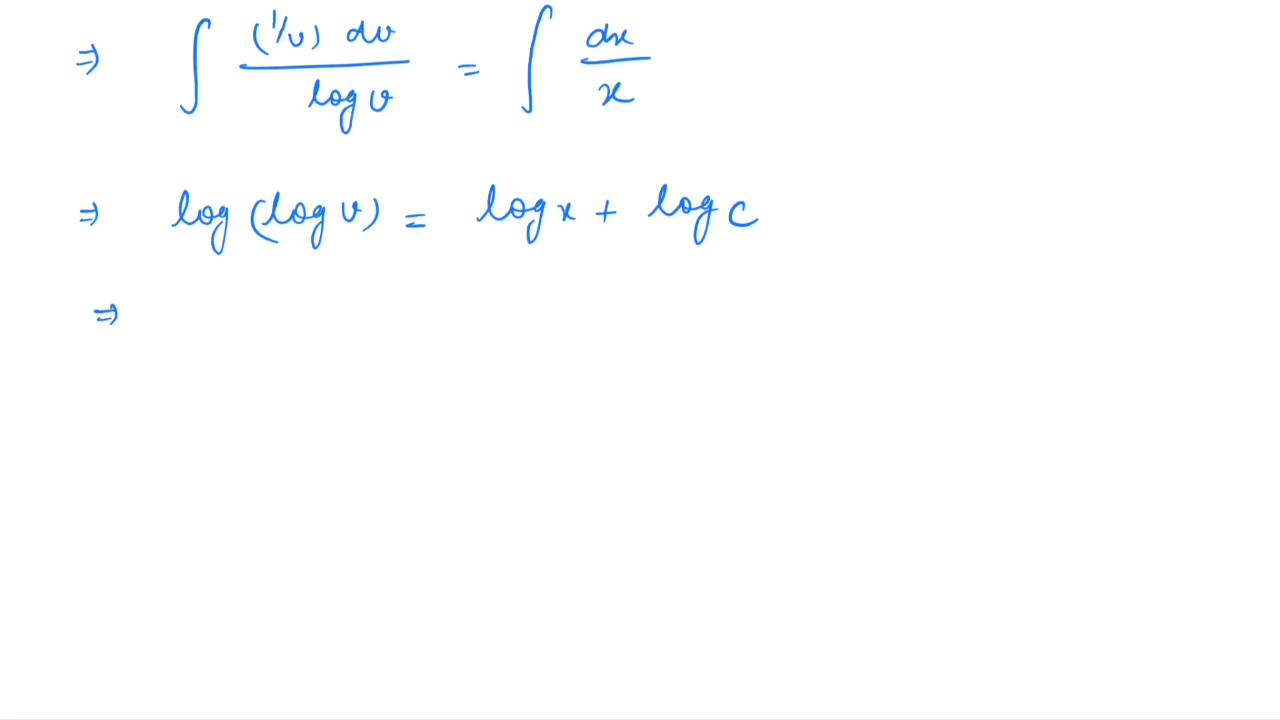 ⇒ ∫ (1/v) dv / log v = ∫ dx / x
⇒ log (log v) = log x + log c
⇒